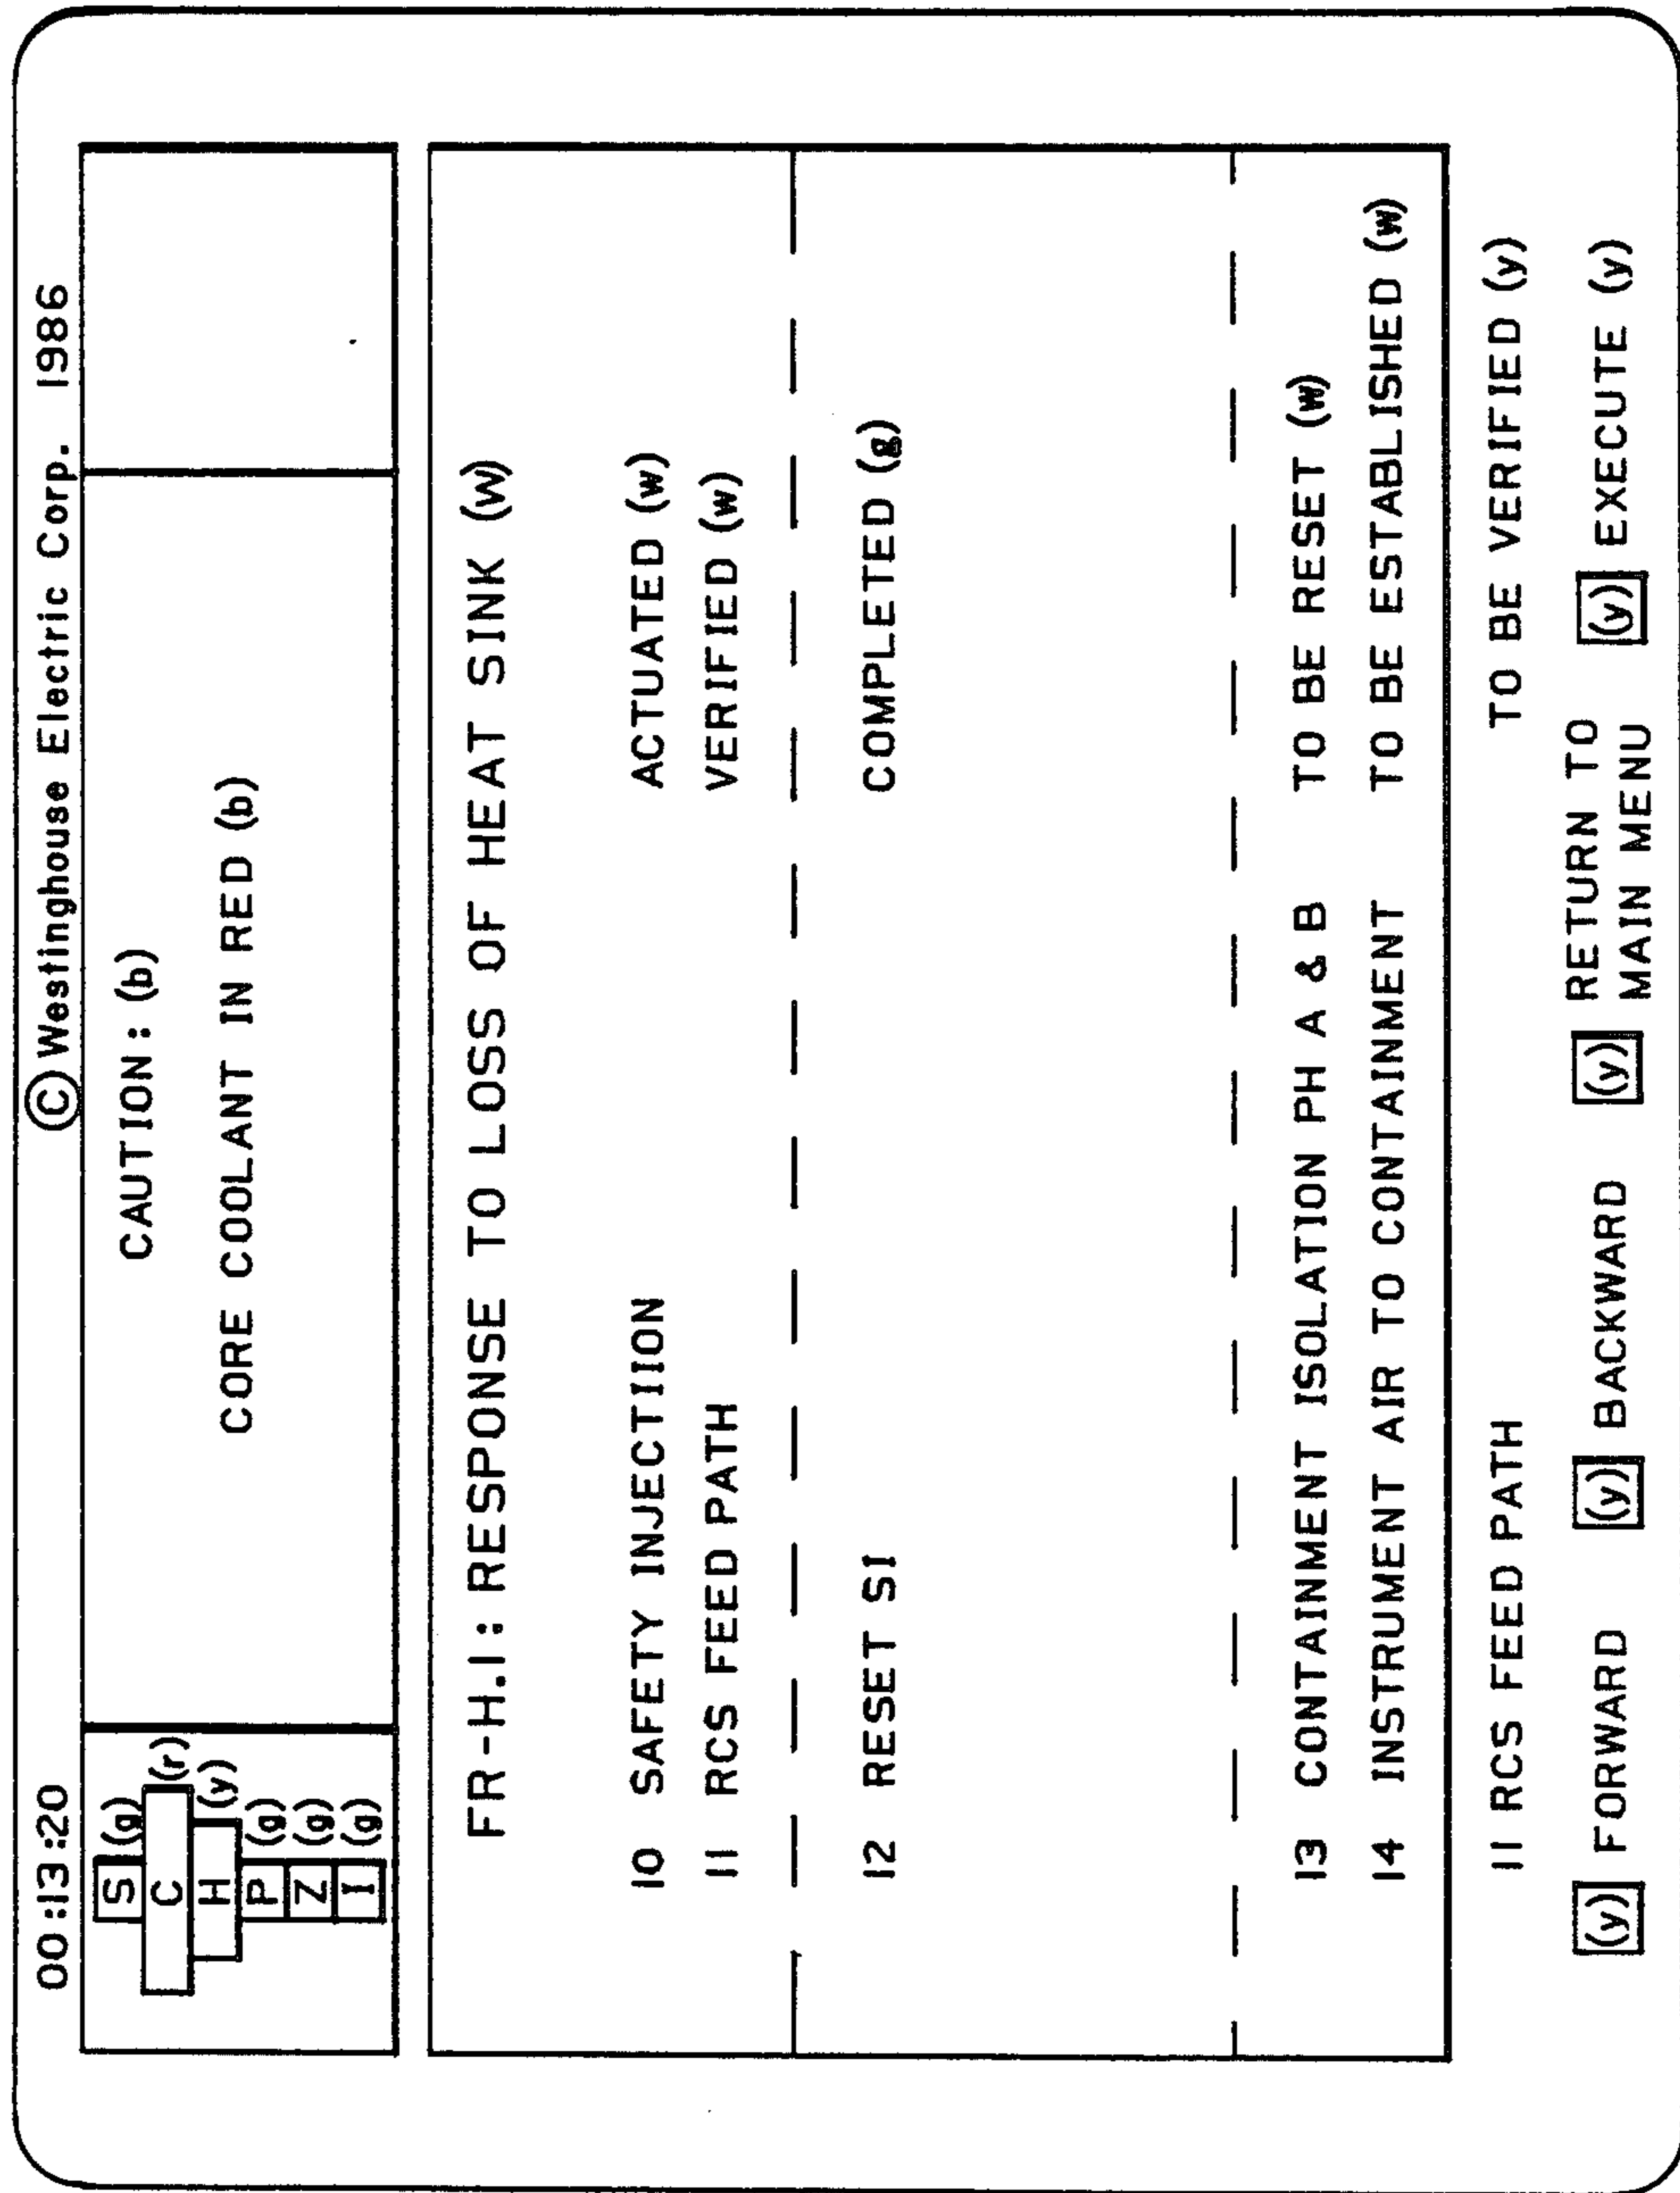 00:13:20 Ⓒ Westinghouse Electric Corp. 1986
S (g)
C (r)
H (y)
P (g)
Z (g)
I (g)
CAUTION: (b)
CORE COOLANT IN RED (b)
FR-H.1: RESPONSE TO LOSS OF HEAT SINK (w)
10 SAFETY INJECTIION ACTUATED (w)
11 RCS FEED PATH VERIFIED (w)
12 RESET SI COMPLETED (g)
13 CONTAINMENT ISOLATION PH A & B TO BE RESET (w)
14 INSTRUMENT AIR TO CONTAINMENT TO BE ESTABLISHED (w)
11 RCS FEED PATH TO BE VERIFIED (y)
(y) FORWARD (y) BACKWARD (y) RETURN TO MAIN MENU (y) EXECUTE (y)